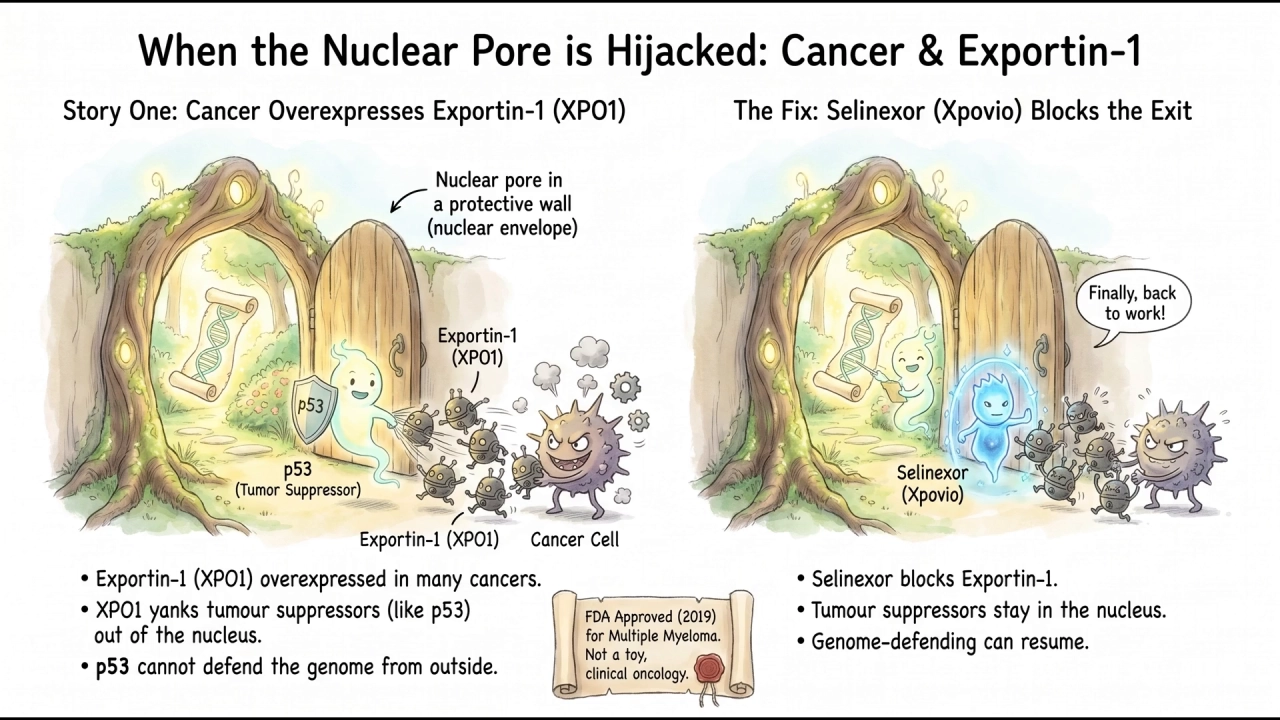 When the Nuclear Pore is Hijacked: Cancer & Exportin-1
Story One: Cancer Overexpresses Exportin-1 (XPO1)
Nuclear pore in
a protective wall
(nuclear envelope)
Exportin-1
(XPO1)
p53
p53
(Tumor Suppressor)
Exportin-1 (XPO1)
Cancer Cell
• Exportin-1 (XPO1) overexpressed in many cancers.
• XPO1 yanks tumour suppressors (like p53)
out of the nucleus.
• p53 cannot defend the genome from outside.
FDA Approved (2019)
for Multiple Myeloma.
Not a toy,
clinical oncology.
The Fix: Selinexor (Xpovio) Blocks the Exit
Finally, back
to work!
Selinexor
(Xpovio)
• Selinexor blocks Exportin-1.
• Tumour suppressors stay in the nucleus.
• Genome-defending can resume.